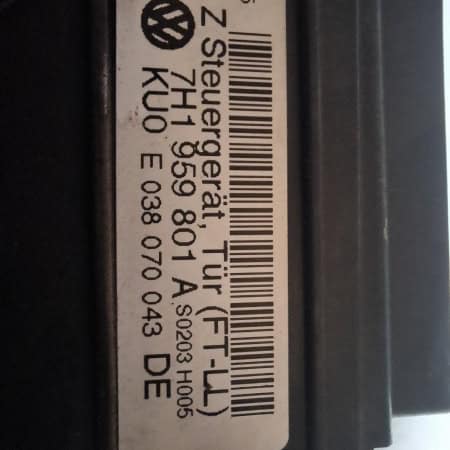 Z Steuergerät, Tür (FT-LL)
7H1 959 801 A S0203 H005
KU0 E 038 070 043 DE